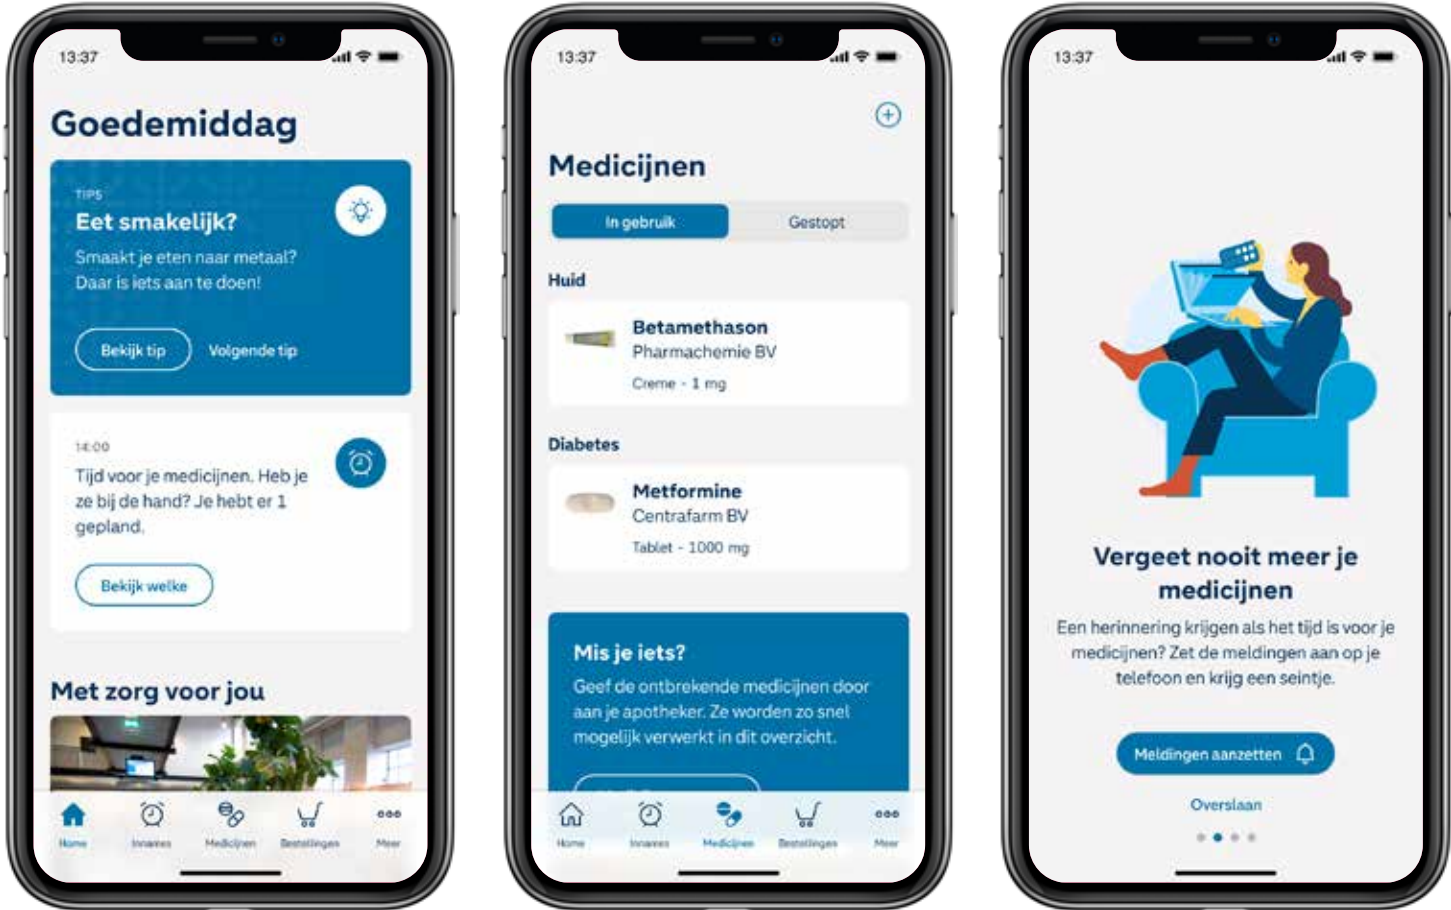 13:37
Goedemiddag
TIPS
Eet smakelijk?
Smaakt je eten naar metaal?
Daar is iets aan te doen!
Bekijk tip
Volgende tip
14:00
Tijd voor je medicijnen. Heb je
ze bij de hand? Je hebt er 1
gepland.
Bekijk welke
Met zorg voor jou
Home
Innames
Medicijnen
Bestellingen
Meer
13:37
Medicijnen
In gebruik
Gestopt
Huid
Betamethason
Pharmachemie BV
Creme - 1 mg
Diabetes
Metformine
Centrafarm BV
Tablet - 1000 mg
Mis je iets?
Geef de ontbrekende medicijnen door
aan je apotheker. Ze worden zo snel
mogelijk verwerkt in dit overzicht.
Home
Innames
Medicijnen
Bestellingen
Meer
13:37
Vergeet nooit meer je
medicijnen
Een herinnering krijgen als het tijd is voor je
medicijnen? Zet de meldingen aan op je
telefoon en krijg een seintje.
Meldingen aanzetten
Overslaan